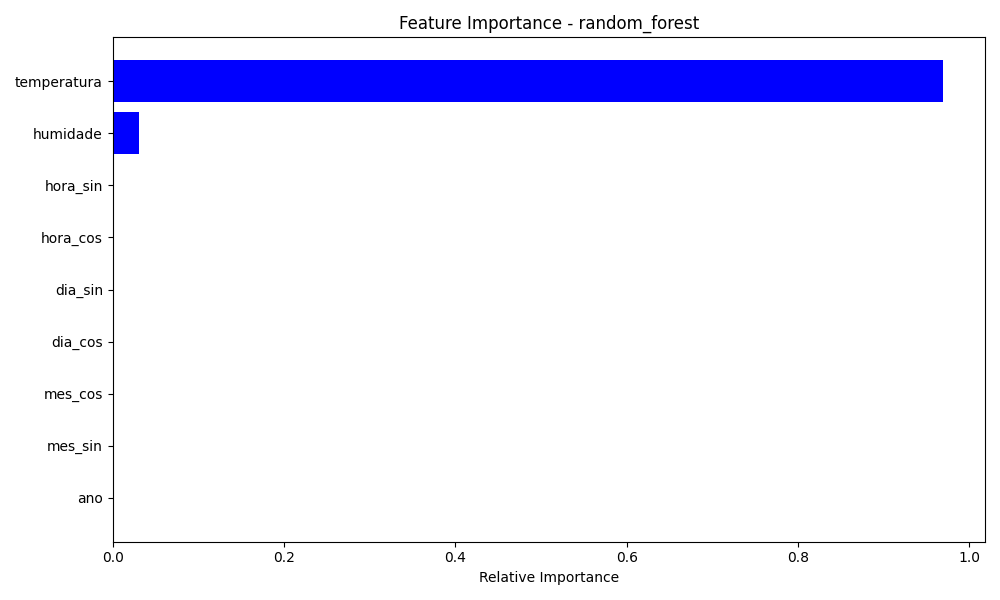 Feature Importance - random_forest
temperatura
humidade
hora_sin
hora_cos
dia_sin
dia_cos
mes_cos
mes_sin
ano
0.0 0.2 0.4 0.6 0.8 1.0
Relative Importance